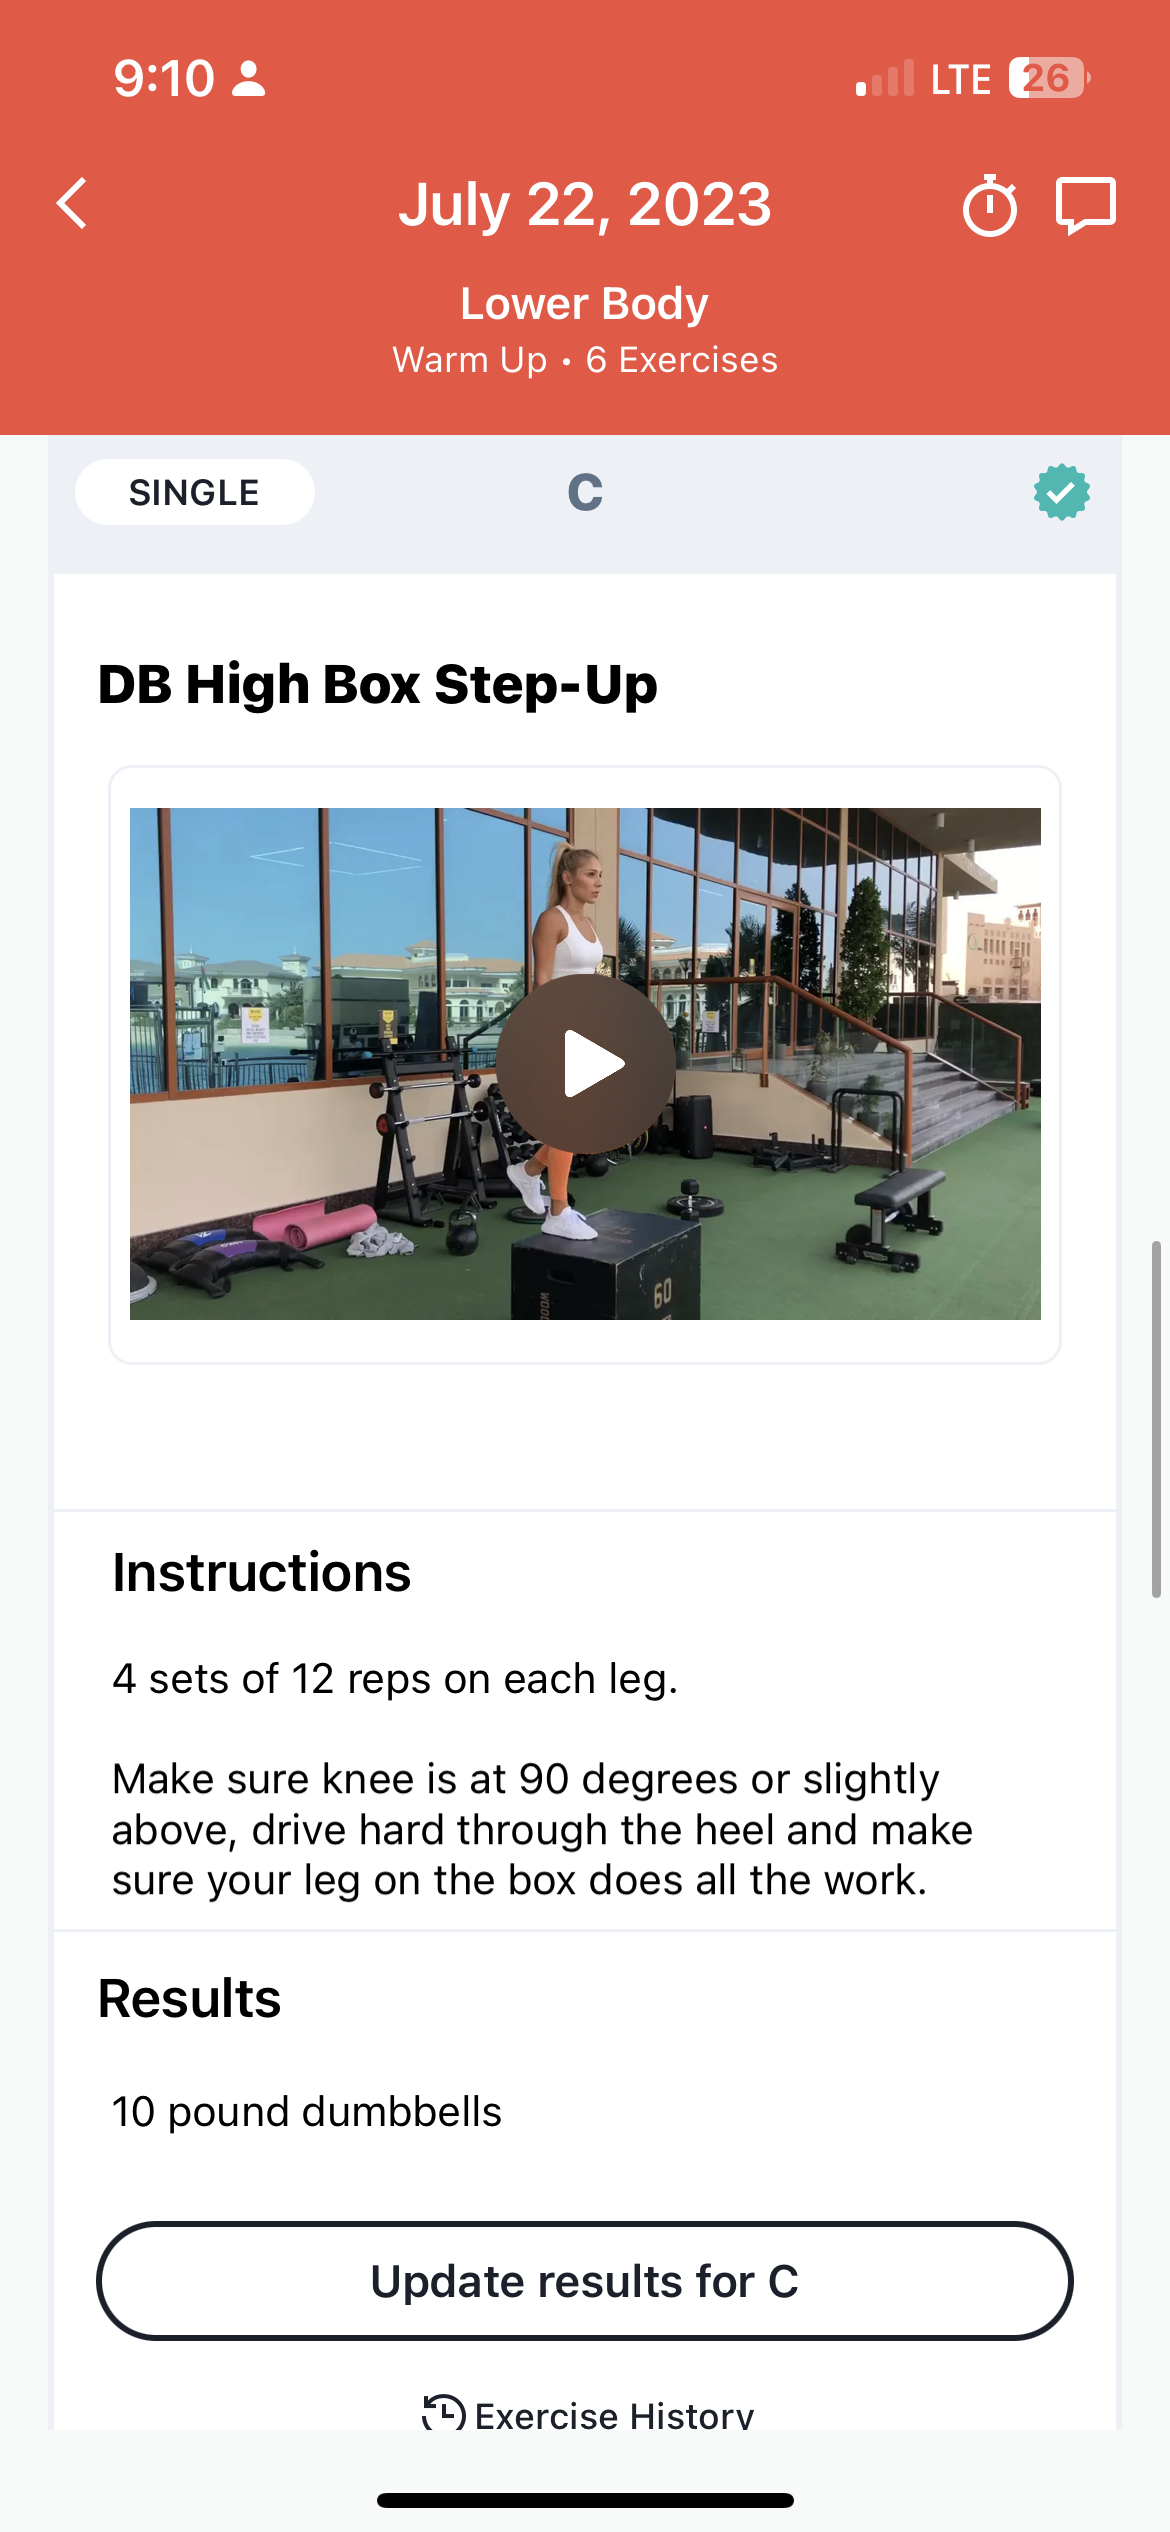 9:10
LTE 26
July 22, 2023
Lower Body
Warm Up • 6 Exercises
SINGLE
C
DB High Box Step-Up
60
Instructions
4 sets of 12 reps on each leg.
Make sure knee is at 90 degrees or slightly
above, drive hard through the heel and make
sure your leg on the box does all the work.
Results
10 pound dumbbells
Update results for C
Exercise History